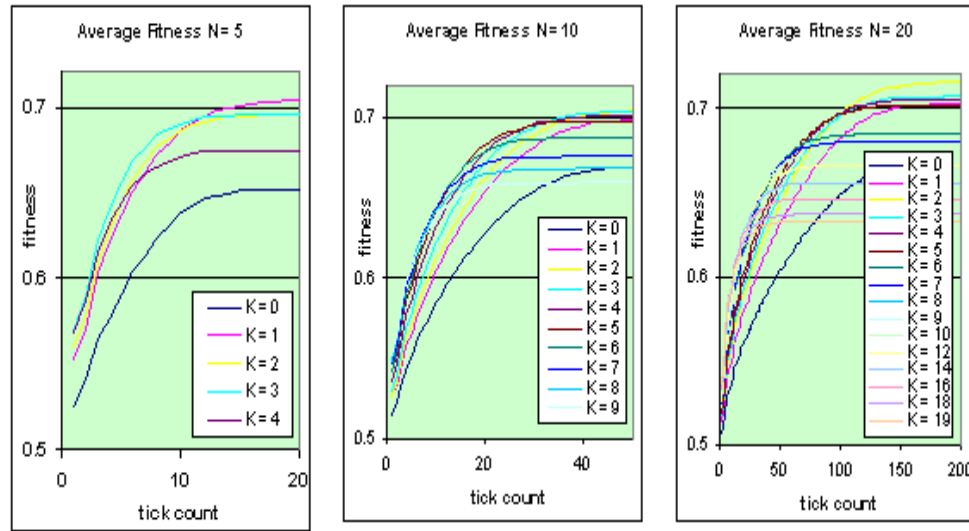 Average Fitness N= 5
0.7
0.6
0.5
fitness
0
10
20
tick count
K= 0
K= 1
K= 2
K= 3
K= 4
Average Fitness N= 10
0.7
0.6
0.5
fitness
0
20
40
tick count
K= 0
K= 1
K= 2
K= 3
K= 4
K= 5
K= 6
K= 7
K= 8
K= 9
Average Fitness N= 20
0.7
0.6
0.5
fitness
0
50
100
150
200
tick count
K= 0
K= 1
K= 2
K= 3
K= 4
K= 5
K= 6
K= 7
K= 8
K= 9
K= 10
K= 12
K= 14
K= 16
K= 18
K= 19